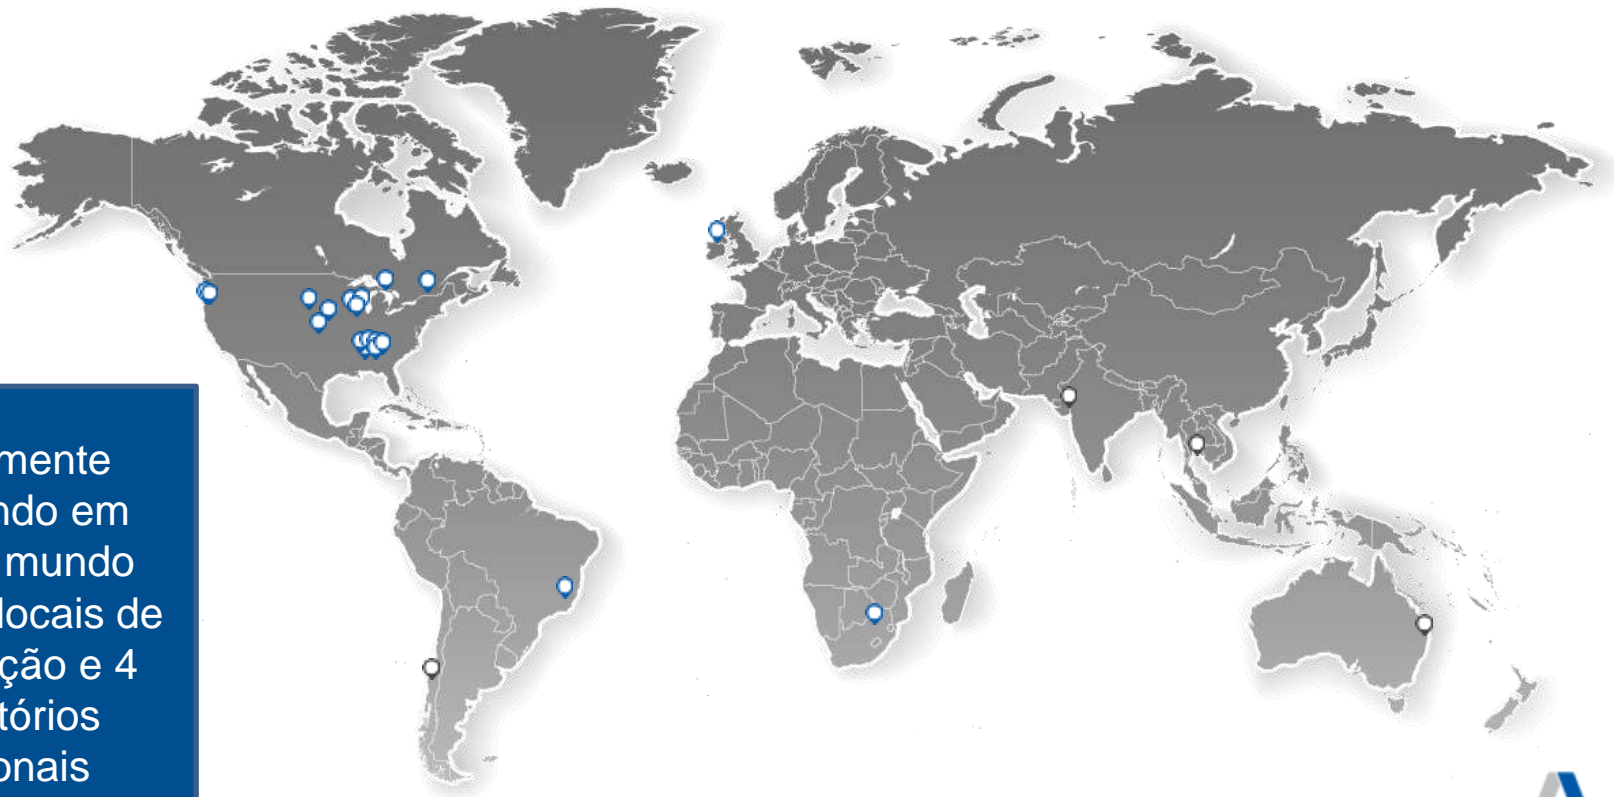 mente
ndo em
mundo
locais de
ção e 4
tórios
onais